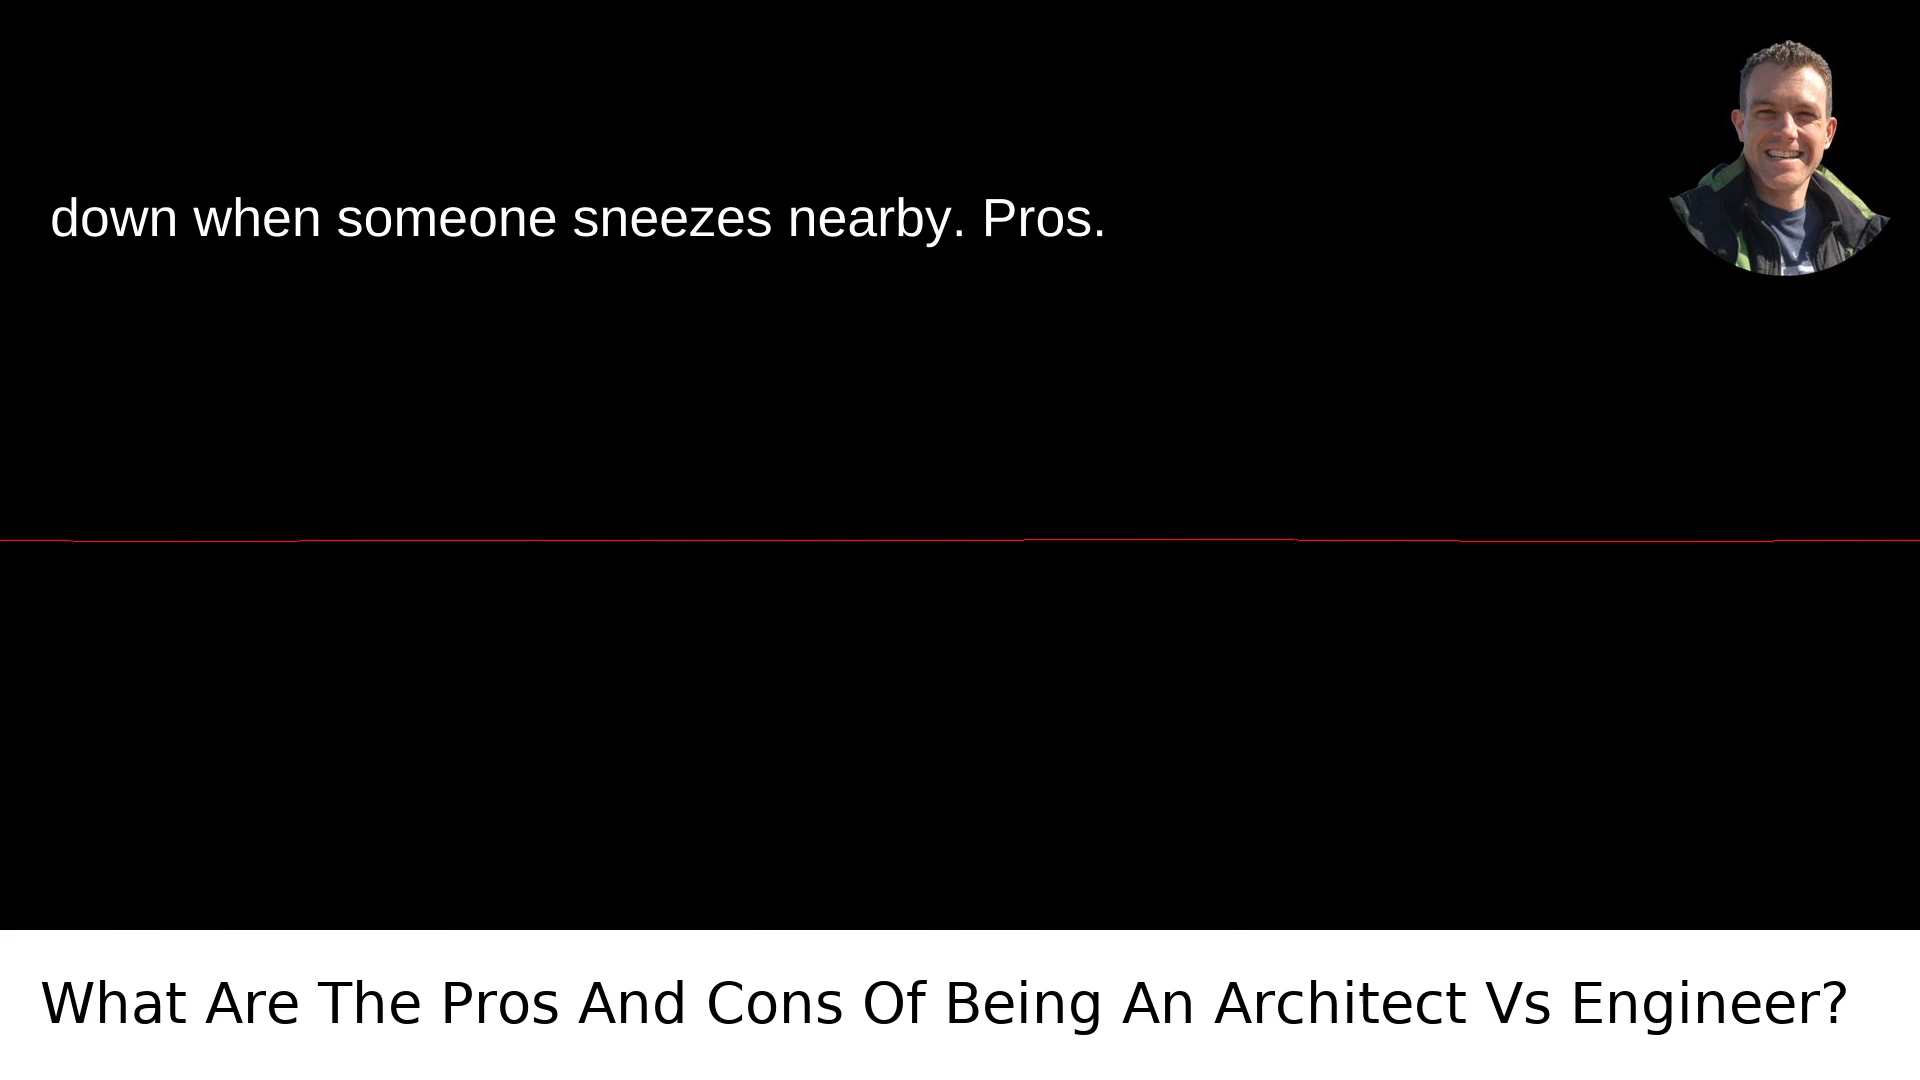 down when someone sneezes nearby. Pros.
What Are The Pros And Cons Of Being An Architect Vs Engineer?